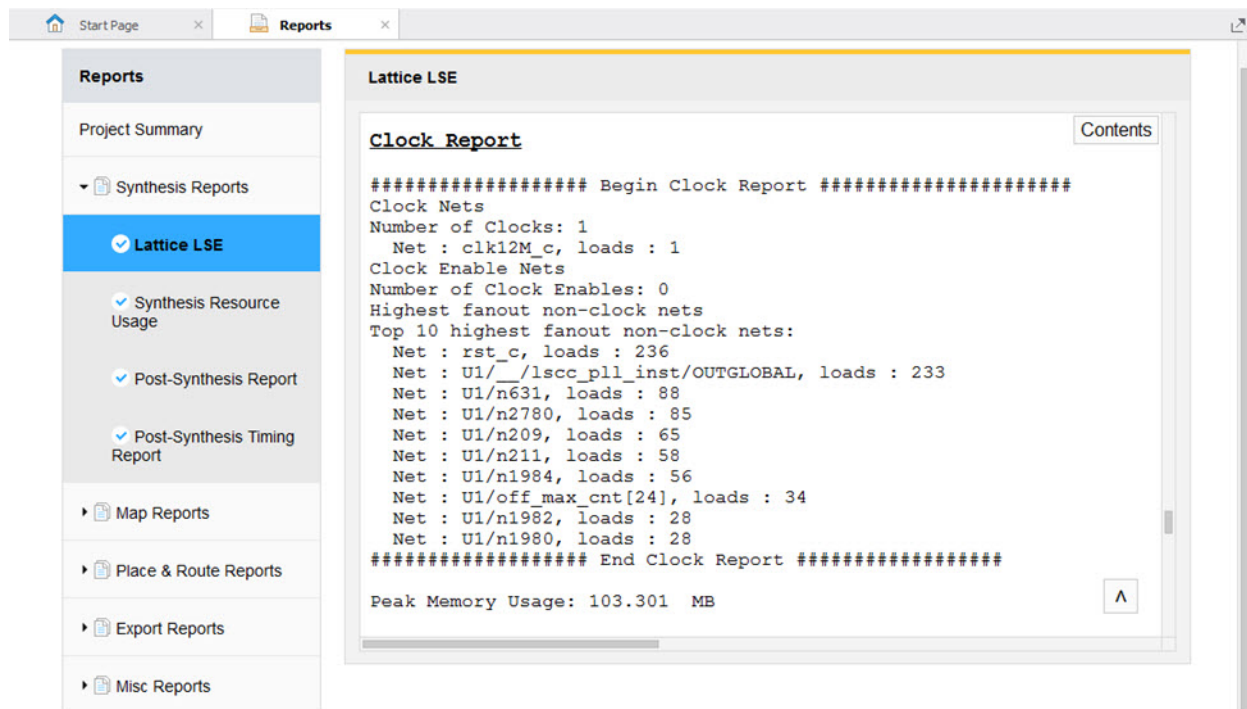 Start Page
Reports
Reports
Project Summary
Synthesis Reports
Lattice LSE
Synthesis Resource
Usage
Post-Synthesis Report
Post-Synthesis Timing
Report
Map Reports
Place & Route Reports
Export Reports
Misc Reports
Lattice LSE
Contents
Clock Report
################### Begin Clock Report ######################
Clock Nets
Number of Clocks: 1
Net : clk12M_c, loads : 1
Clock Enable Nets
Number of Clock Enables: 0
Highest fanout non-clock nets
Top 10 highest fanout non-clock nets:
Net : rst_c, loads : 236
Net : U1/__/lscc_pll_inst/OUTGLOBAL, loads : 233
Net : U1/n631, loads : 88
Net : U1/n2780, loads : 85
Net : U1/n209, loads : 65
Net : U1/n211, loads : 58
Net : U1/n1984, loads : 56
Net : U1/off_max_cnt[24], loads : 34
Net : U1/n1982, loads : 28
Net : U1/n1980, loads : 28
################### End Clock Report ##################
Peak Memory Usage: 103.301  MB